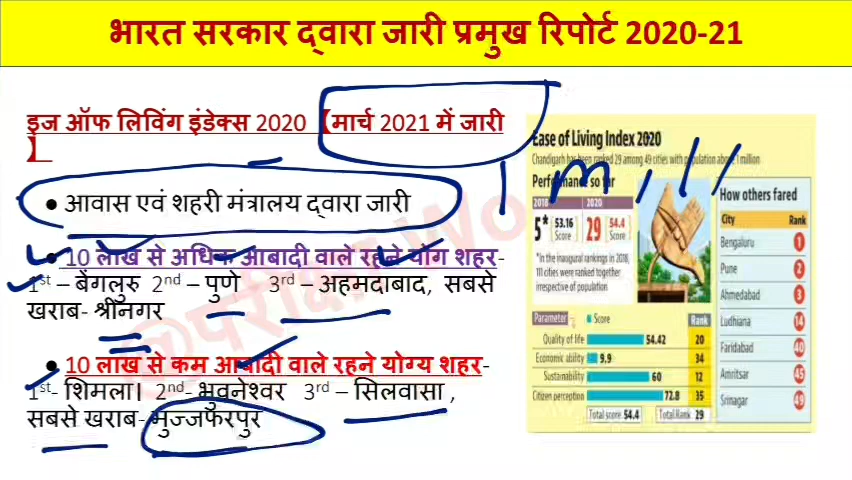 भारत सरकार द्वारा जारी प्रमुख रिपोर्ट 2020-21
इज ऑफ लिविंग इंडेक्स 2020 【मार्च 2021 में जारी
】
● आवास एवं शहरी मंत्रालय द्वारा जारी
● 10 लाख से अधिक आबादी वाले रहने योग शहर-
1st – बेंगलुरु 2nd – पुणे 3rd – अहमदाबाद, सबसे
खराब- श्रीनगर
● 10 लाख से कम आबादी वाले रहने योग्य शहर-
1st- शिमला। 2nd- भुवनेश्वर 3rd – सिलवासा ,
सबसे खराब- मुज्जफरपुर
Ease of Living Index 2020
Chandigarh has been ranked 29 among 49 cities with population above 1 million
Performance so far
2018 2020
5* 53.16 Score 29 54.4 Score
*In the inaugural rankings in 2018,
111 cities were ranked together
irrespective of population
Parameter Score Rank
Quality of life 54.42 20
Economic ability 9.9 34
Sustainability 60 12
Citizen perception 72.8 35
Total score 54.4 Total Rank 29
How others fared
City Rank
Bengaluru 1
Pune 2
Ahmedabad 3
Ludhiana 14
Faridabad 40
Amritsar 45
Srinagar 49
1 m